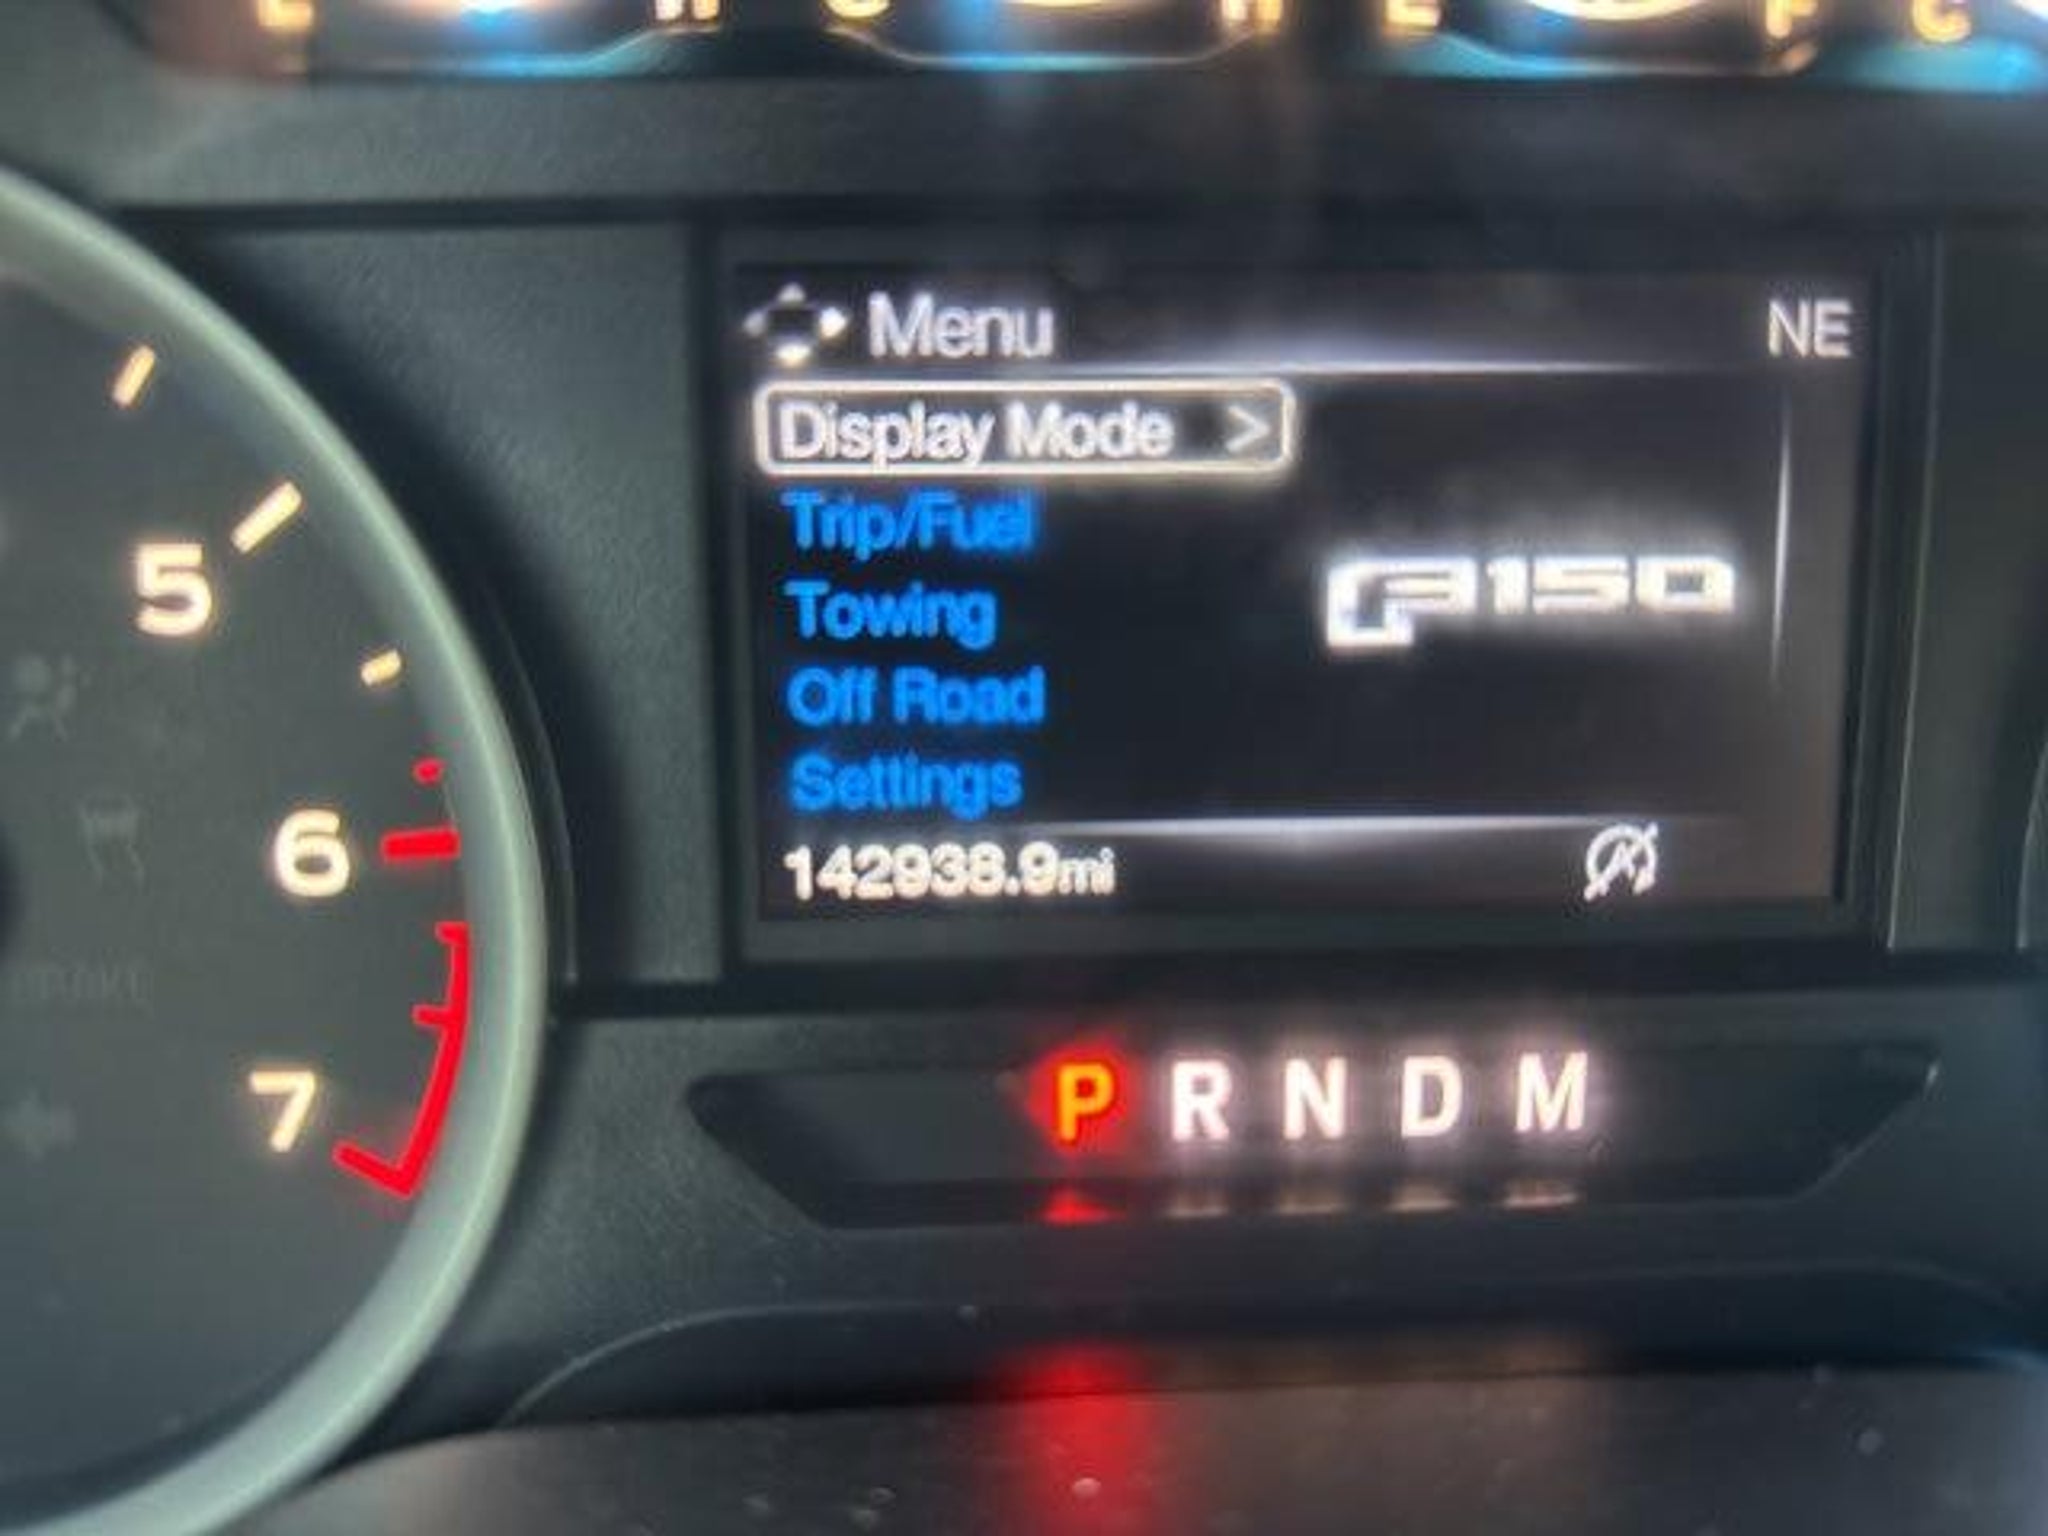 E H C H E F C
Menu NE
Display Mode >
Trip/Fuel
Towing
F150
Off Road
Settings
142938.9mi
5
6
7
P R N D M